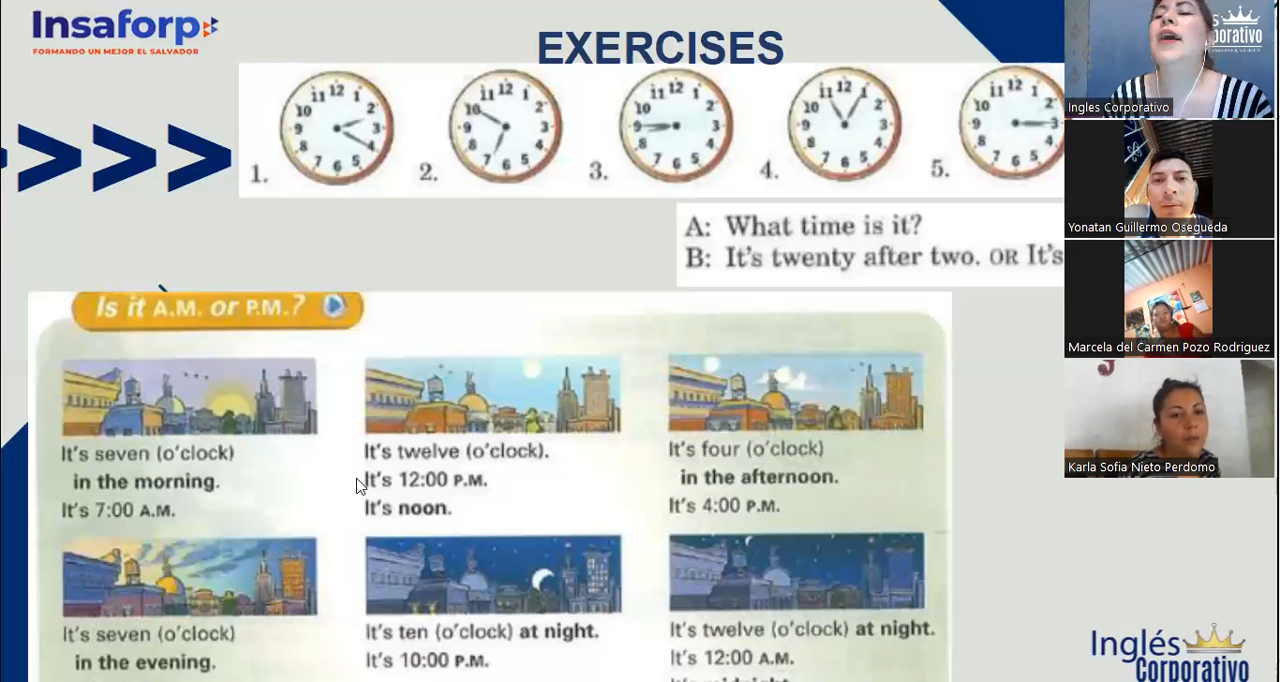 Insaforp
FORMANDO UN MEJOR EL SALVADOR
EXERCISES
1.
2.
3.
4.
5.
A: What time is it?
B: It's twenty after two. OR It's
Is it A.M. or P.M.?
It's seven (o'clock)
in the morning.
It's 7:00 A.M.
It's twelve (o'clock).
It's 12:00 P.M.
It's noon.
It's four (o'clock)
in the afternoon.
It's 4:00 P.M.
It's seven (o'clock)
in the evening.
It's ten (o'clock) at night.
It's 10:00 P.M.
It's twelve (o'clock) at night.
It's 12:00 A.M.
Inglés
Corporativo
Ingles Corporativo
Yonatan Guillermo Osegueda
Marcela del Carmen Pozo Rodriguez
Karla Sofia Nieto Perdomo